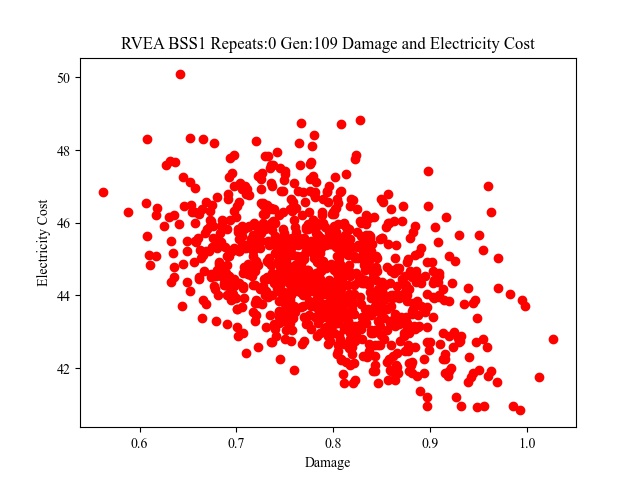 RVEA BSS1 Repeats:0 Gen:109 Damage and Electricity Cost
50
48
46
44
42
Electricity Cost
0.6 0.7 0.8 0.9 1.0
Damage